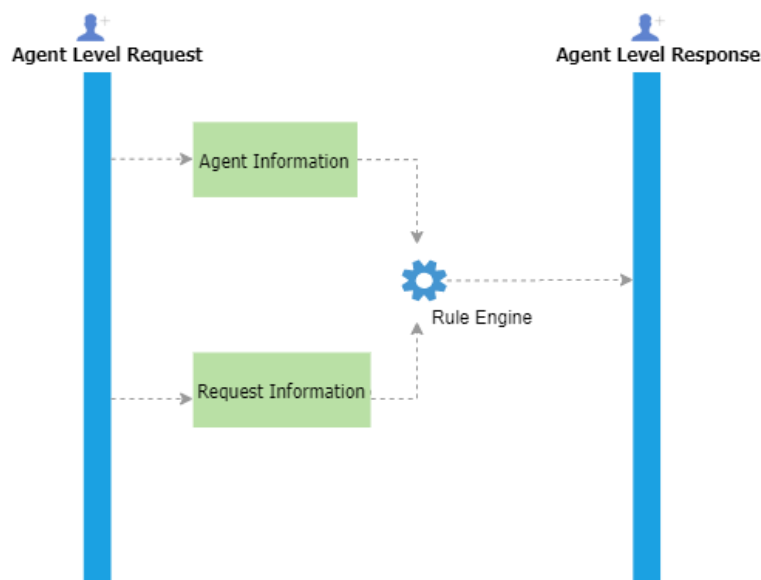 Agent Level Request
Agent Level Response
Agent Information
Rule Engine
Request Information